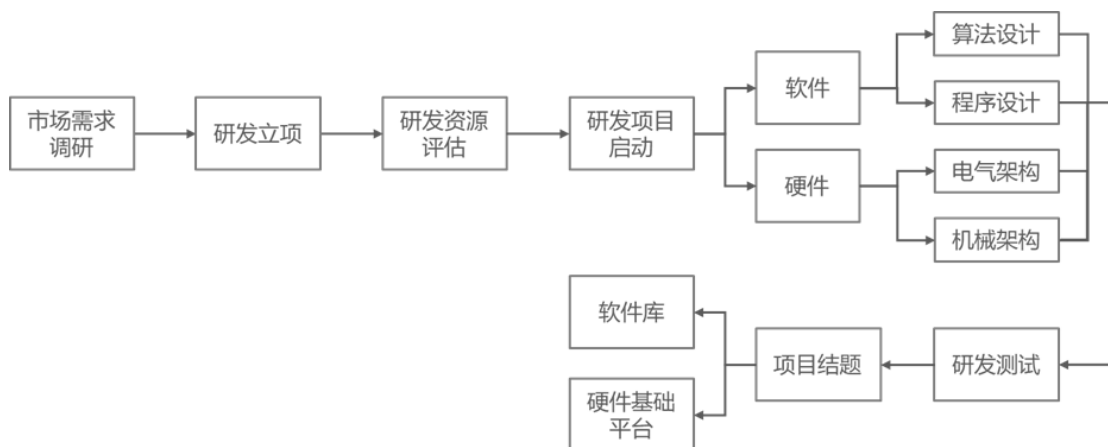 市场需求
调研
研发立项
研发资源
评估
研发项目
启动
软件
硬件
算法设计
程序设计
电气架构
机械架构
研发测试
项目结题
软件库
硬件基础
平台